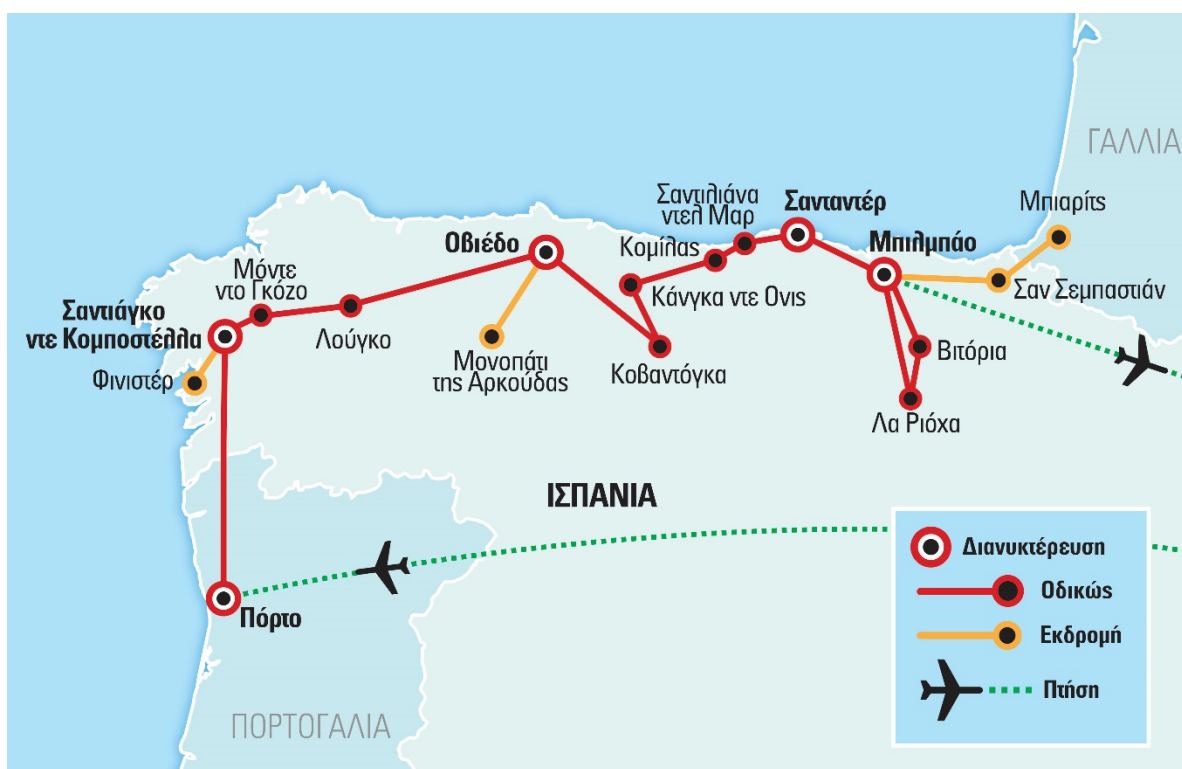 ΓΑΛΛΙΑ
Σαντιλιάνα
ντελ Μαρ
Σανταντέρ
Μπιαρίτς
Οβιέδο
Κομίλας
Μπιλμπάο
Μόντε
ντο Γκόζο
Σαν Σεμπαστιάν
Κάνγκα ντε Ονις
Σαντιάγκο
ντε Κομποστέλλα
Λούγκο
Μονοπάτι
της Αρκούδας
Κοβαντόγκα
Βιτόρια
Φινιστέρ
Λα Ριόχα
ΙΣΠΑΝΙΑ
Πόρτο
ΠΟΡΤΟΓΑΛΙΑ
Διανυκτέρευση
Οδικώς
Εκδρομή
Πτήση